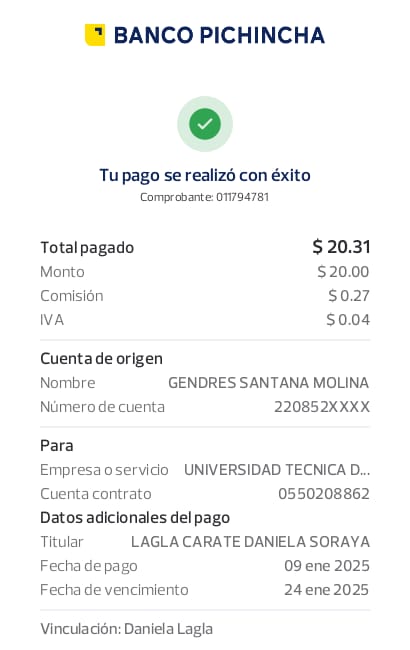 BANCO PICHINCHA
Tu pago se realizó con éxito
Comprobante: 011794781
Total pagado $ 20.31
Monto $ 20.00
Comisión $ 0.27
IVA $ 0.04
Cuenta de origen
Nombre GENDRES SANTANA MOLINA
Número de cuenta 220852XXXX
Para
Empresa o servicio UNIVERSIDAD TECNICA D...
Cuenta contrato 0550208862
Datos adicionales del pago
Titular LAGLA CARATE DANIELA SORAYA
Fecha de pago 09 ene 2025
Fecha de vencimiento 24 ene 2025
Vinculación: Daniela Lagla